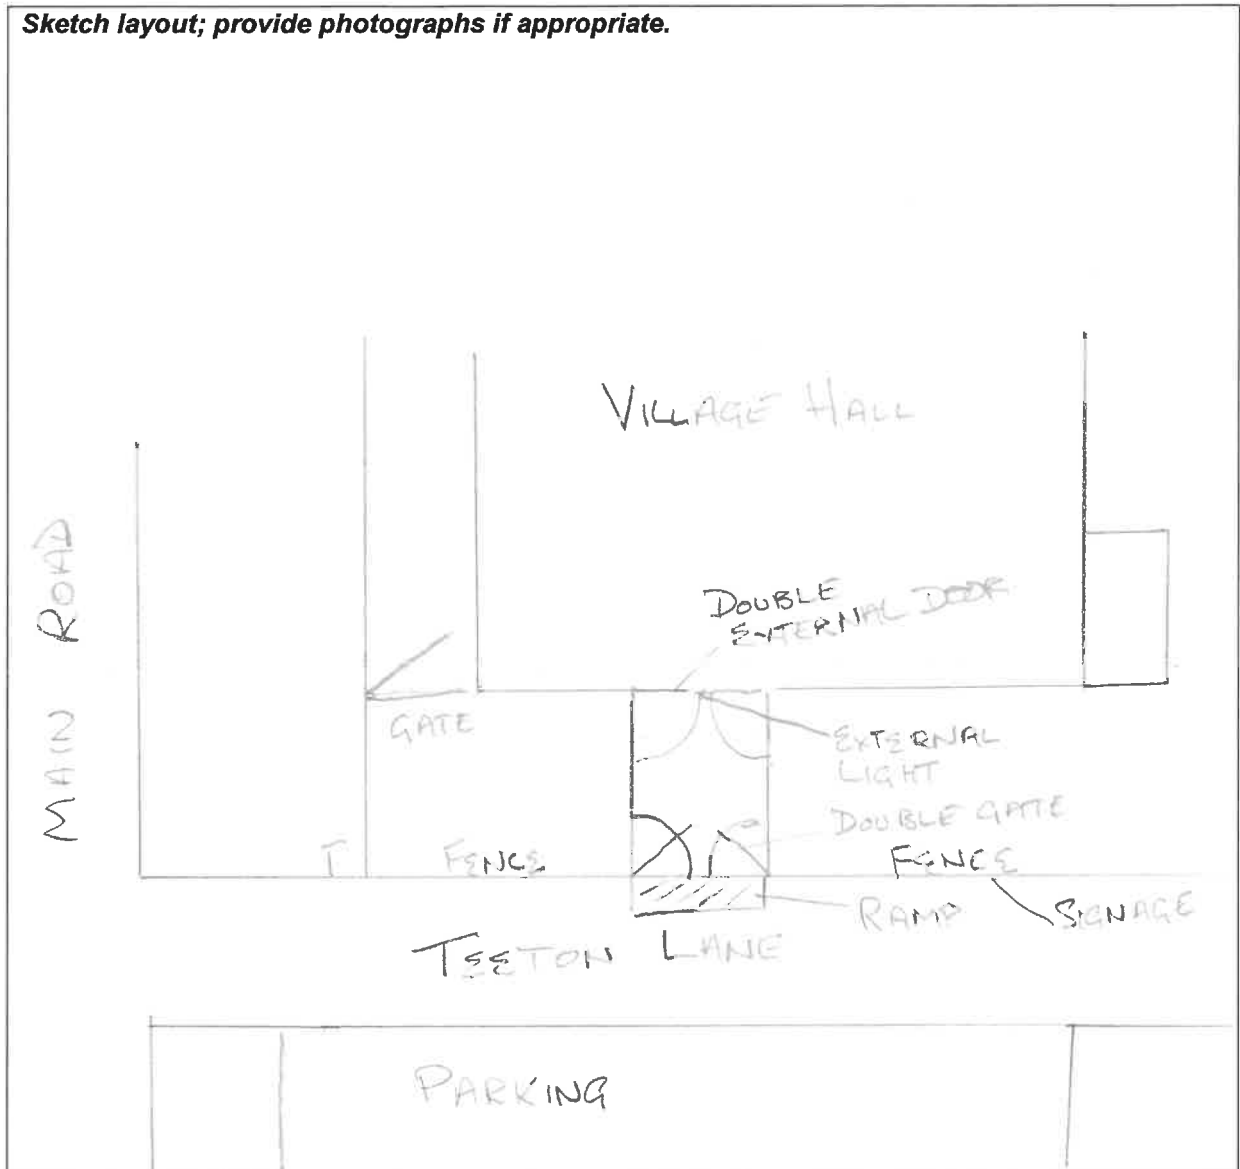 Sketch layout; provide photographs if appropriate.
VILLAGE HALL
MAIN ROAD
DOUBLE
EXTERNAL DOOR
GATE
EXTERNAL
LIGHT
DOUBLE GATE
FENCE
FENCE
RAMP
SIGNAGE
TEETON LANE
PARKING